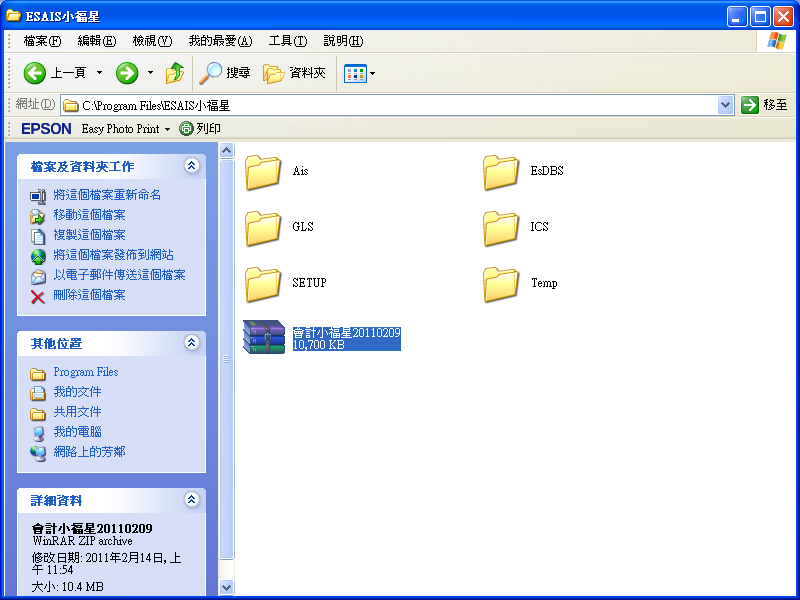 ESAIS小福星
檔案(F) 編輯(E) 檢視(V) 我的最愛(A) 工具(T) 說明(H)
上一頁 搜尋 資料夾
網址(D) C:\Program Files\ESAIS小福星 移至
EPSON Easy Photo Print 列印
檔案及資料夾工作
將這個檔案重新命名
移動這個檔案
複製這個檔案
將這個檔案發佈到網站
以電子郵件傳送這個檔案
刪除這個檔案
其他位置
Program Files
我的文件
共用文件
我的電腦
網路上的芳鄰
詳細資料
會計小福星20110209
WinRAR ZIP archive
修改日期: 2011年2月14日, 上
午 11:54
大小: 10.4 MB
Ais EsDBS
GLS ICS
SETUP Temp
會計小福星20110209
10,700 KB